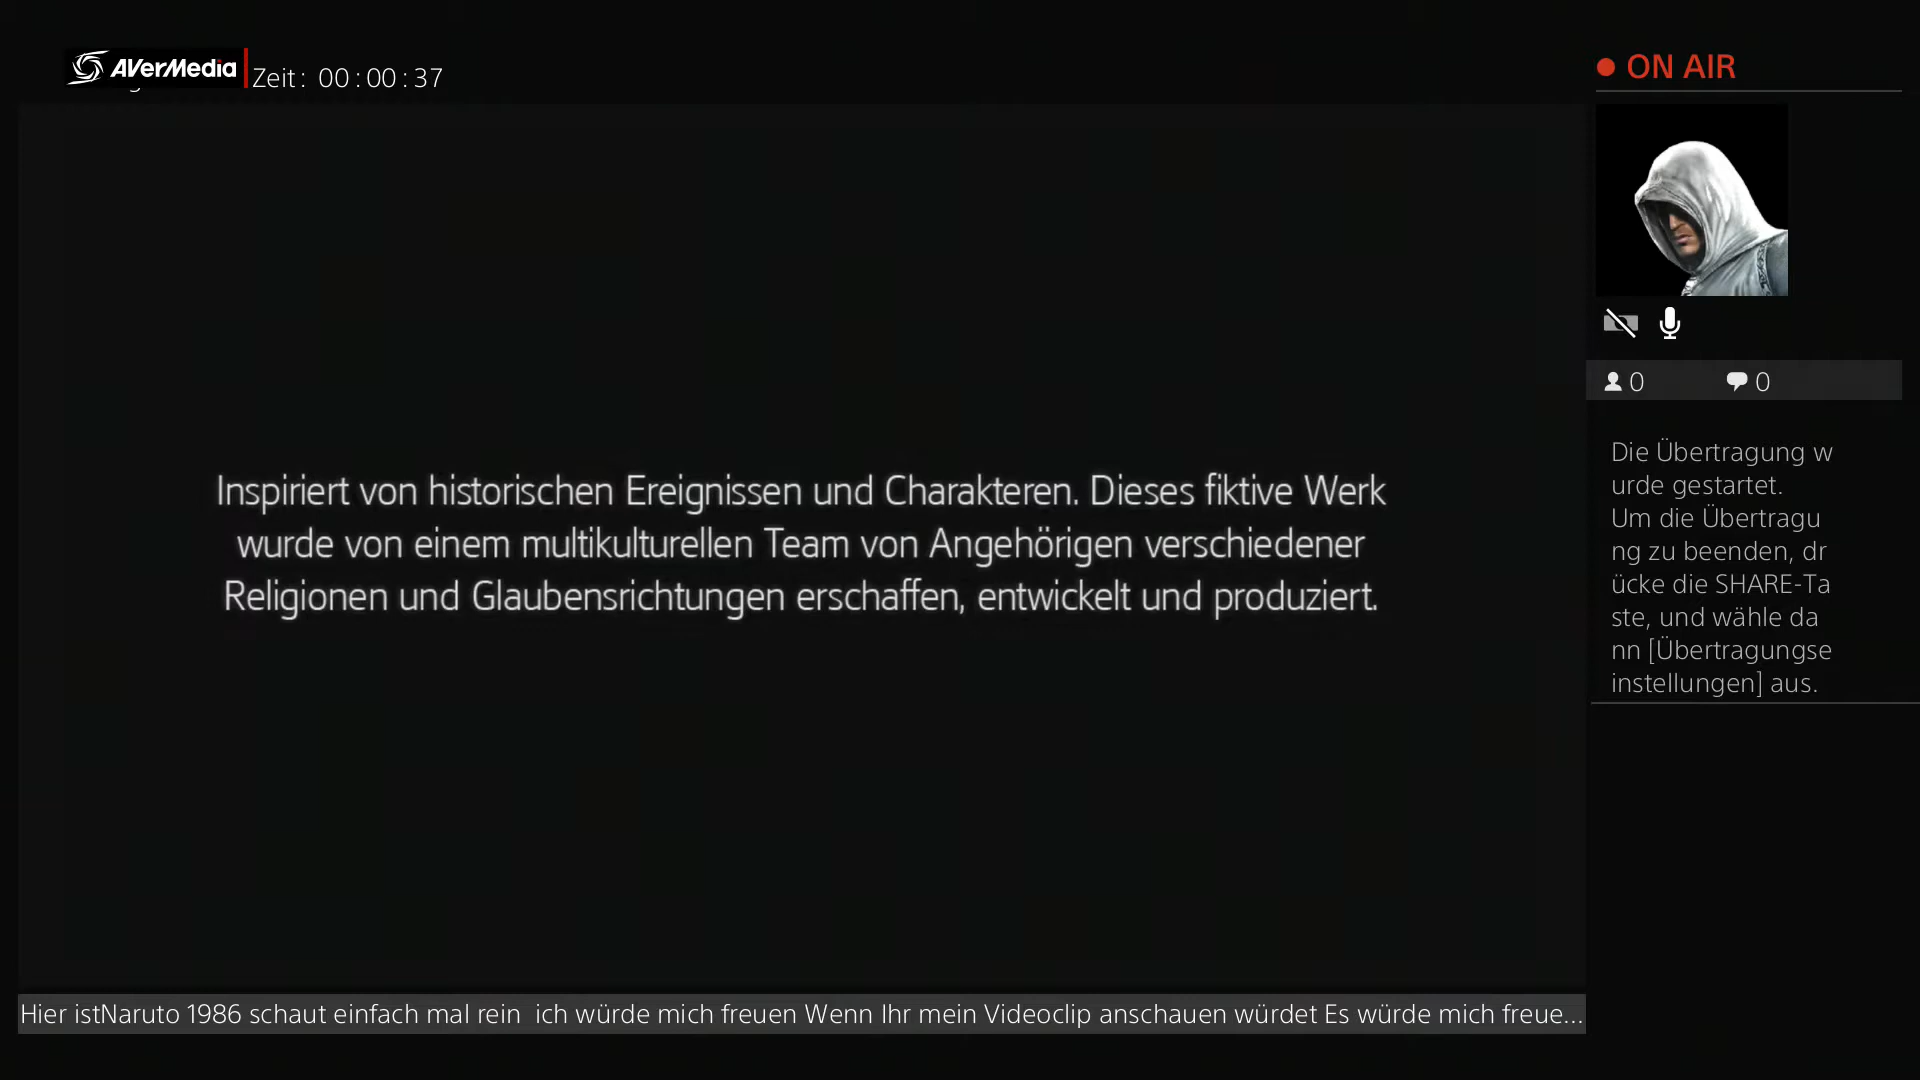 AVerMedia
Zeit: 00:00:37
ON AIR
0 0
Inspiriert von historischen Ereignissen und Charakteren. Dieses fiktive Werk
wurde von einem multikulturellen Team von Angehörigen verschiedener
Religionen und Glaubensrichtungen erschaffen, entwickelt und produziert.
Die Übertragung w
urde gestartet.
Um die Übertragu
ng zu beenden, dr
ücke die SHARE-Ta
ste, und wähle da
nn [Übertragungse
instellungen] aus.
Hier istNaruto 1986 schaut einfach mal rein  ich würde mich freuen Wenn Ihr mein Videoclip anschauen würdet Es würde mich freue...